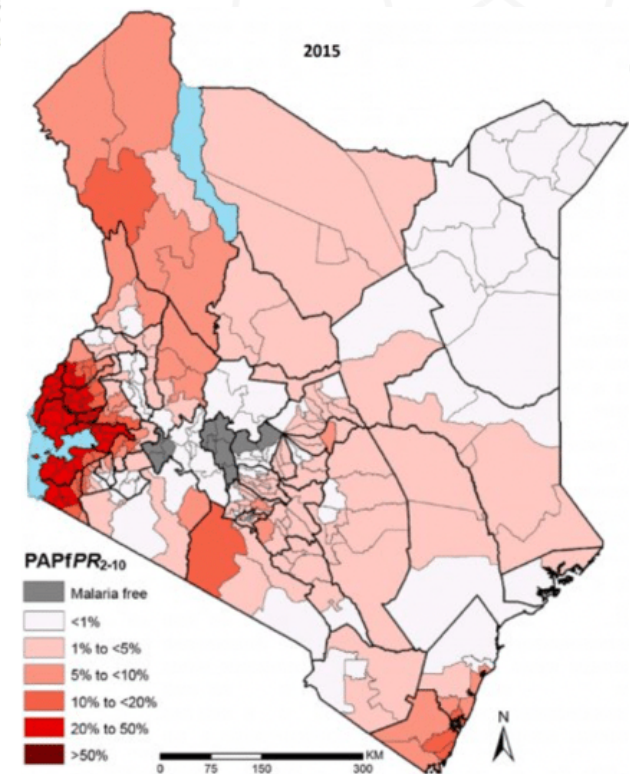 2015
PAPfPR2-10
Malaria free
<1%
1% to <5%
5% to <10%
10% to <20%
20% to 50%
>50%
N
KM
0 75 150 300